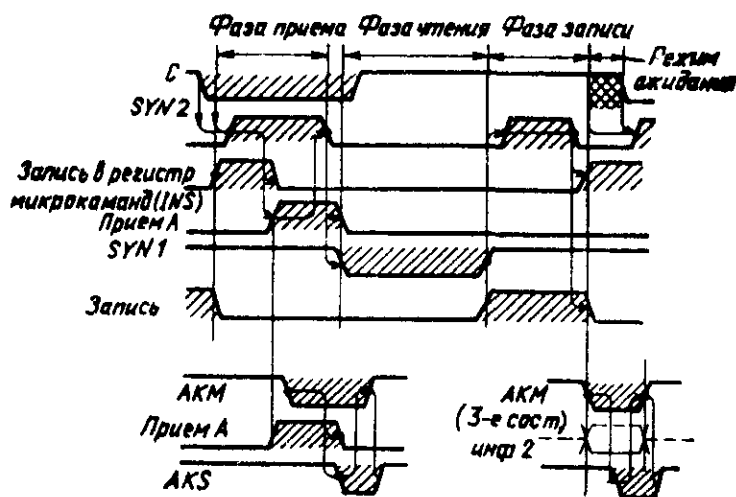 Фаза приема Фаза чтения Фаза записи
C
Режим
ожидания
SYN 2
Запись в регистр
микрокоманд (INS)
Прием А
SYN 1
Запись
АКМ
Прием А
AKS
АКМ
(3-е сост)
инф 2